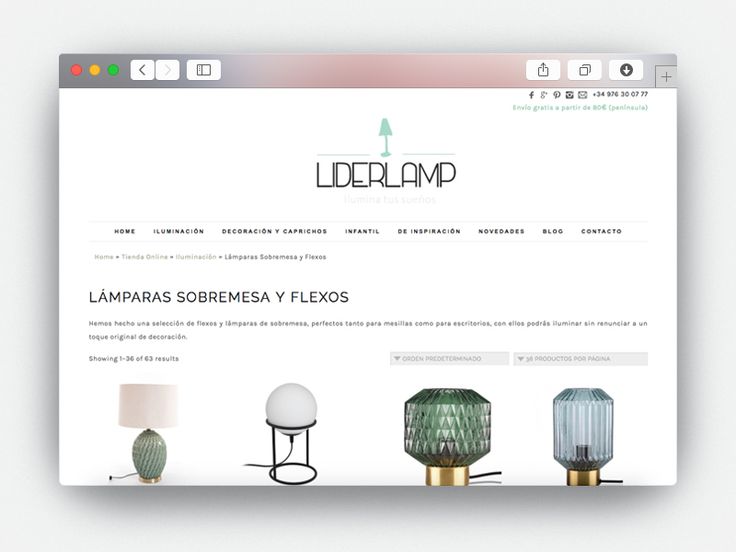 +34 976 30 07 77
Envío gratis a partir de 80€ (península)
LIDERLAMP
Ilumina tus sueños
HOME ILUMINACIÓN DECORACIÓN Y CAPRICHOS INFANTIL DE INSPIRACIÓN NOVEDADES BLOG CONTACTO
Home » Tienda Online » Iluminación » Lámparas Sobremesa y Flexos
LÁMPARAS SOBREMESA Y FLEXOS
Hemos hecho una selección de flexos y lámparas de sobremesa, perfectos tanto para mesillas como para escritorios, con ellos podrás iluminar sin renunciar a un
toque original de decoración.
Showing 1–36 of 63 results
ORDEN PREDETERMINADO
36 PRODUCTOS POR PÁGINA